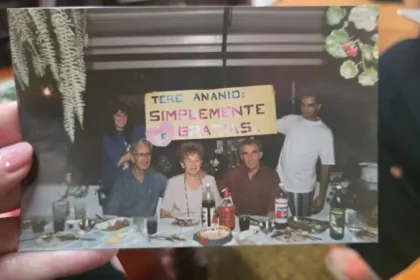 TERE ANANIO:
SIMPLEMENTE
GRACIAS.